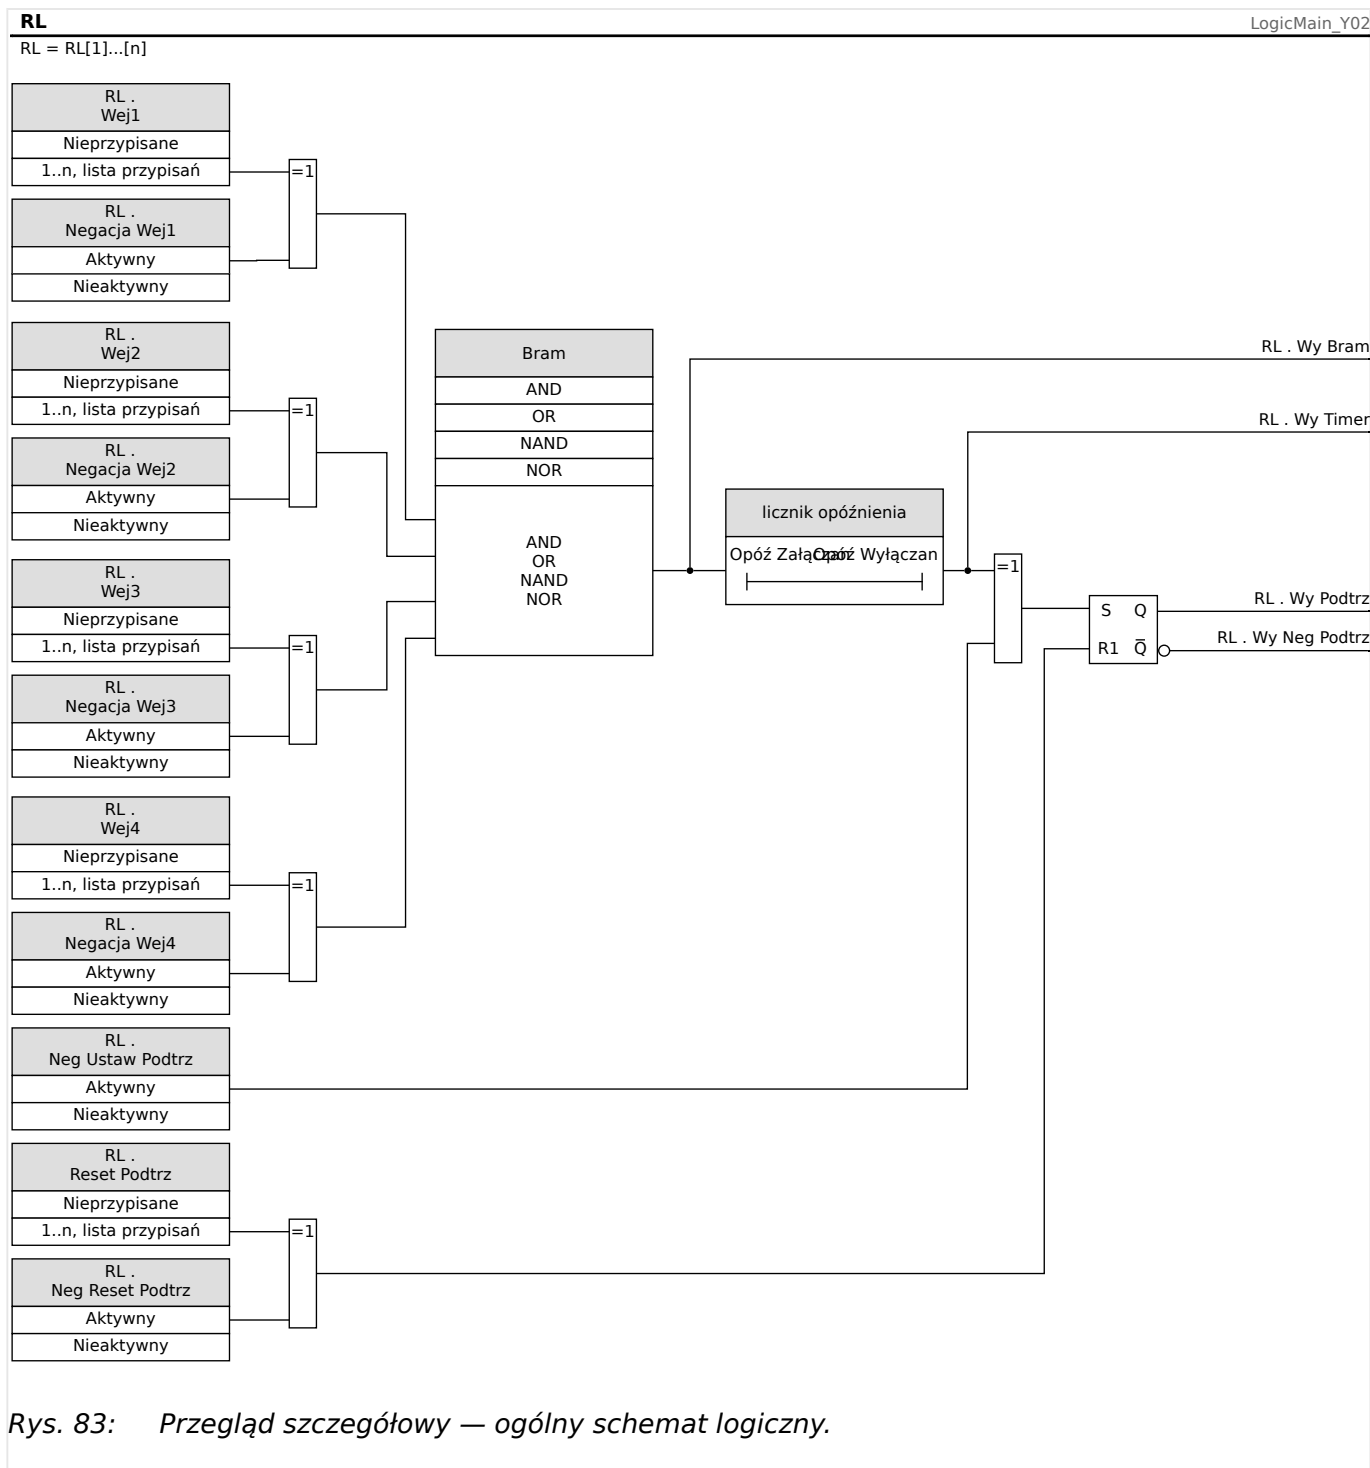 RL
LogicMain_Y02
RL = RL[1]...[n]
RL .
Wej1
Nieprzypisane
1..n, lista przypisań
=1
RL .
Negacja Wej1
Aktywny
Nieaktywny
RL .
Wej2
Nieprzypisane
1..n, lista przypisań
=1
RL .
Negacja Wej2
Aktywny
Nieaktywny
RL .
Wej3
Nieprzypisane
1..n, lista przypisań
=1
RL .
Negacja Wej3
Aktywny
Nieaktywny
RL .
Wej4
Nieprzypisane
1..n, lista przypisań
=1
RL .
Negacja Wej4
Aktywny
Nieaktywny
RL .
Neg Ustaw Podtrz
Aktywny
Nieaktywny
RL .
Reset Podtrz
Nieprzypisane
1..n, lista przypisań
=1
RL .
Neg Reset Podtrz
Aktywny
Nieaktywny
Bram
AND
OR
NAND
NOR
AND
OR
NAND
NOR
licznik opóźnienia
Opóź Załączan
Opóź Wyłączan
=1
S Q
R1 Q̅
RL . Wy Bram
RL . Wy Timer
RL . Wy Podtrz
RL . Wy Neg Podtrz
Rys. 83: Przegląd szczegółowy — ogólny schemat logiczny.